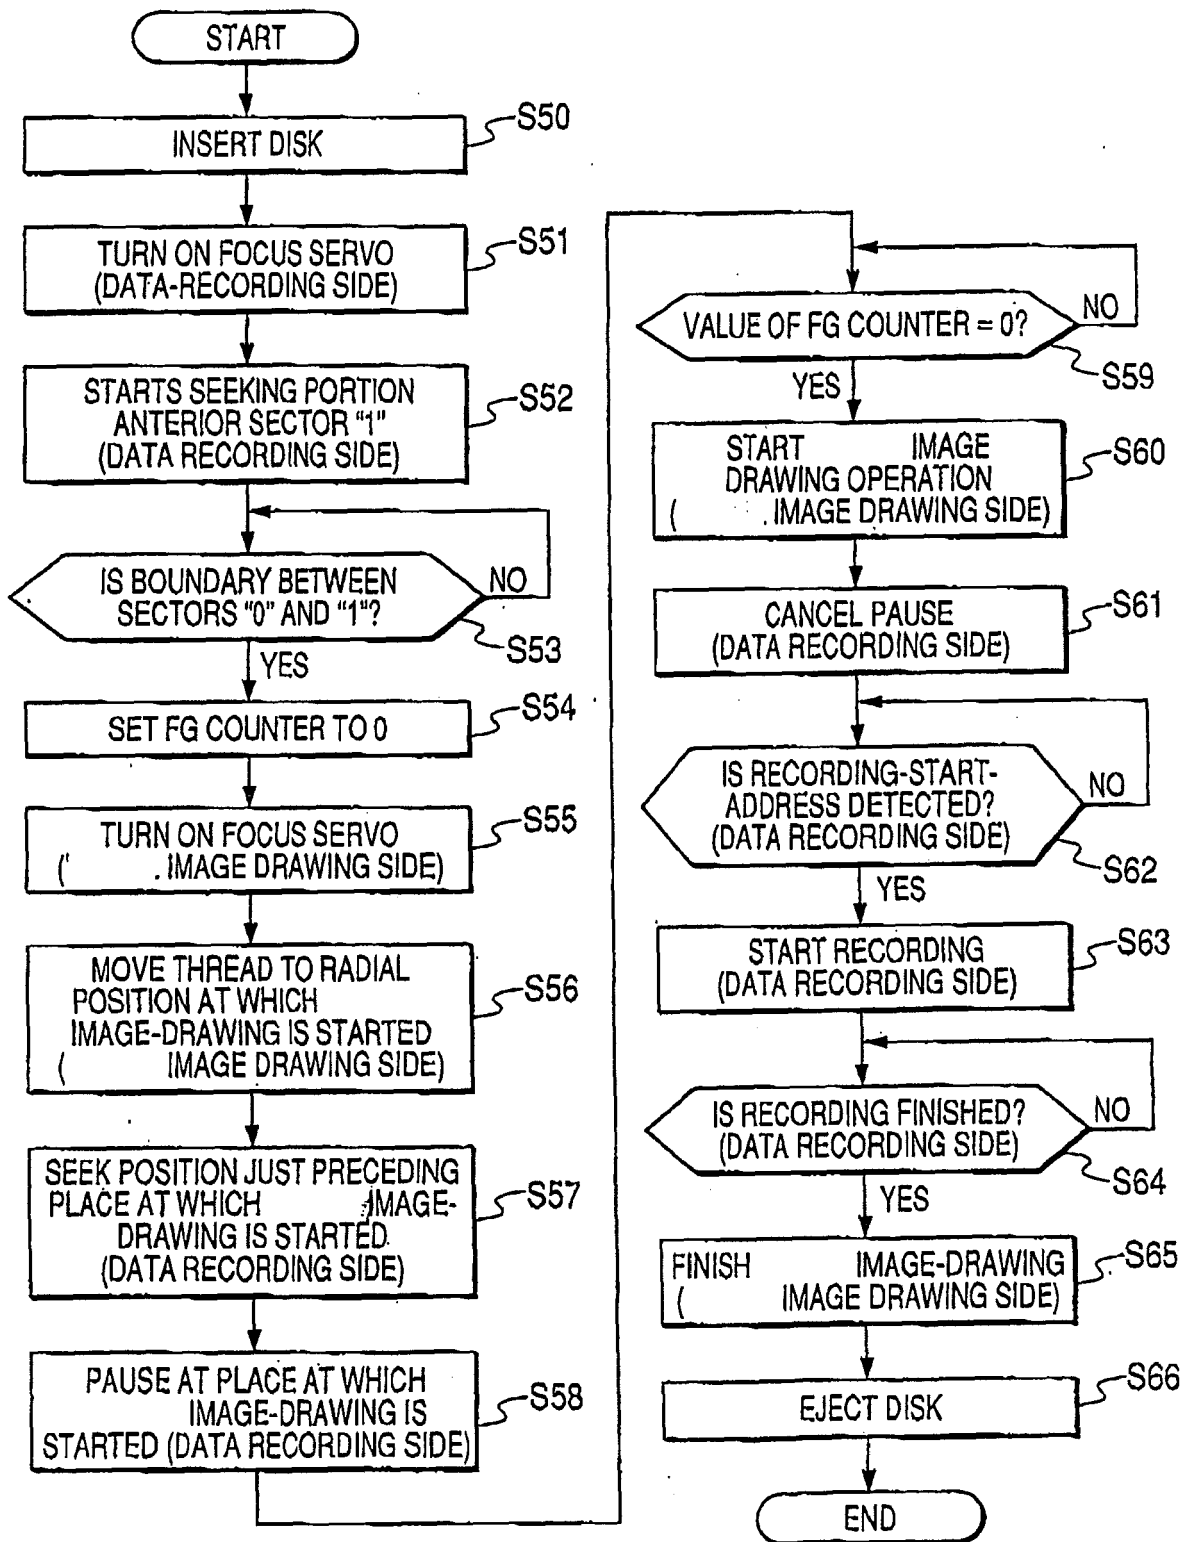 START
INSERT DISK
S50
TURN ON FOCUS SERVO
(DATA-RECORDING SIDE)
S51
STARTS SEEKING PORTION
ANTERIOR SECTOR "1"
(DATA RECORDING SIDE)
S52
IS BOUNDARY BETWEEN
SECTORS "0" AND "1"?
NO
S53
YES
SET FG COUNTER TO 0
S54
TURN ON FOCUS SERVO
( IMAGE DRAWING SIDE)
S55
MOVE THREAD TO RADIAL
POSITION AT WHICH
IMAGE-DRAWING IS STARTED
( IMAGE DRAWING SIDE)
S56
SEEK POSITION JUST PRECEDING
PLACE AT WHICH IMAGE-
DRAWING IS STARTED
(DATA RECORDING SIDE)
S57
PAUSE AT PLACE AT WHICH
IMAGE-DRAWING IS
STARTED (DATA RECORDING SIDE)
S58
VALUE OF FG COUNTER = 0?
NO
S59
YES
START IMAGE
DRAWING OPERATION
( IMAGE DRAWING SIDE)
S60
CANCEL PAUSE
(DATA RECORDING SIDE)
S61
IS RECORDING-START-
ADDRESS DETECTED?
(DATA RECORDING SIDE)
NO
S62
YES
START RECORDING
(DATA RECORDING SIDE)
S63
IS RECORDING FINISHED?
(DATA RECORDING SIDE)
NO
S64
YES
FINISH IMAGE-DRAWING
( IMAGE DRAWING SIDE)
S65
EJECT DISK
S66
END